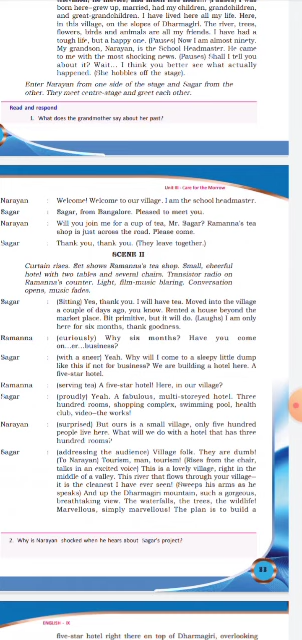 born here--grew up, married, had my children, grandchildren,
and great-grandchildren. I have lived here all my life. Here,
in this village, on the slopes of Dharmagiri. The river, trees,
flowers, birds and animals are all my friends. I have had a
tough life, but a happy one. (Pauses) Now I am almost ninety.
My grandson, Narayan, is the School Headmaster. He came
to me with the most shocking news, (Pauses) Shall I tell you
about it? Wait... I think you better see what actually
happened. (She hobbles off the stage).
Enter Narayan from one side of the stage and Sagar from the
other. They meet centre-stage and greet each other.
Read and respond
1. What does the grandmother say about her past?
Unit III - Care for the Morrow
Narayan : Welcome! Welcome to our village. I am the school headmaster.
Sagar : Sagar, from Bangalore. Pleased to meet you.
Narayan : Will you join me for a cup of tea, Mr. Sagar? Ramanna's tea
shop is just across the road. Please come.
Sagar : Thank you, thank you. (They leave together.)
SCENE II
Curtain rises. Set shows Ramanna's tea shop. Small, cheerful
hotel with two tables and several chairs. Transistor radio on
Ramanna's counter. Light, film-music blaring. Conversation
opens, music fades.
Sagar : (Sitting) Yes, thank you. I will have tea. Moved into the village
a couple of days ago, you know. Rented a house beyond the
market place. Bit primitive, but it will do. (Laughs) I am only
here for six months, thank goodness.
Ramanna : (curiously) Why six months? Have you come
on...er...business?
Sagar : (with a sneer) Yeah. Why will I come to a sleepy little dump
like this if not for business? We are building a hotel here. A
five-star hotel.
Ramanna : (serving tea) A five-star hotel! Here, in our village?
Sagar : (proudly) Yeah. A fabulous, multi-storeyed hotel. Three
hundred rooms, shopping complex, swimming pool, health
club, video--the works!
Narayan : (surprised) But ours is a small village, only five hundred
people live here. What will we do with a hotel that has three
hundred rooms?
Sagar : (addressing the audience) Village folk. They are dumb!
(To Narayan) Tourism, man, tourism! (Rises from the chair,
talks in an excited voice) This is a lovely village, right in the
middle of a valley. This river that flows through your village--
it is the cleanest I have ever seen! (Sweeps his arms as he
speaks) And up the Dharmagiri mountain, such a gorgeous,
breathtaking view. The waterfalls, the trees, the wildlife!
Marvellous, simply marvellous! The plan is to build a
2. Why is Narayan shocked when he hears about Sagar's project?
11
ENGLISH - IX
five-star hotel right there on top of Dharmagiri, overlooking